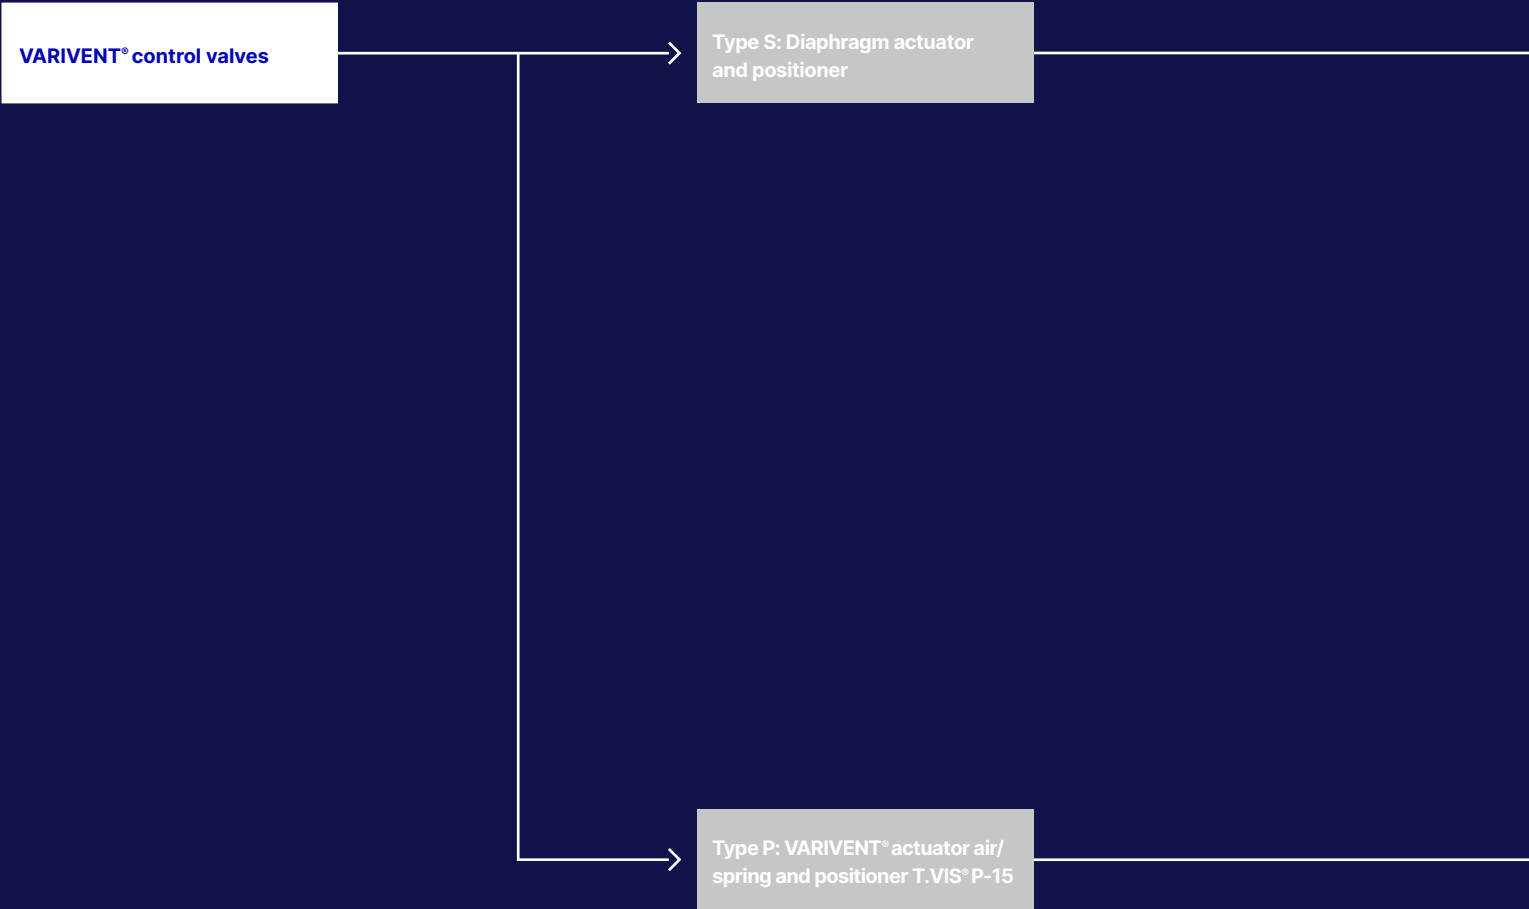 VARIVENT® control valves
Type S: Diaphragm actuator
and positioner
Type P: VARIVENT® actuator air/
spring and positioner T.VIS® P-15